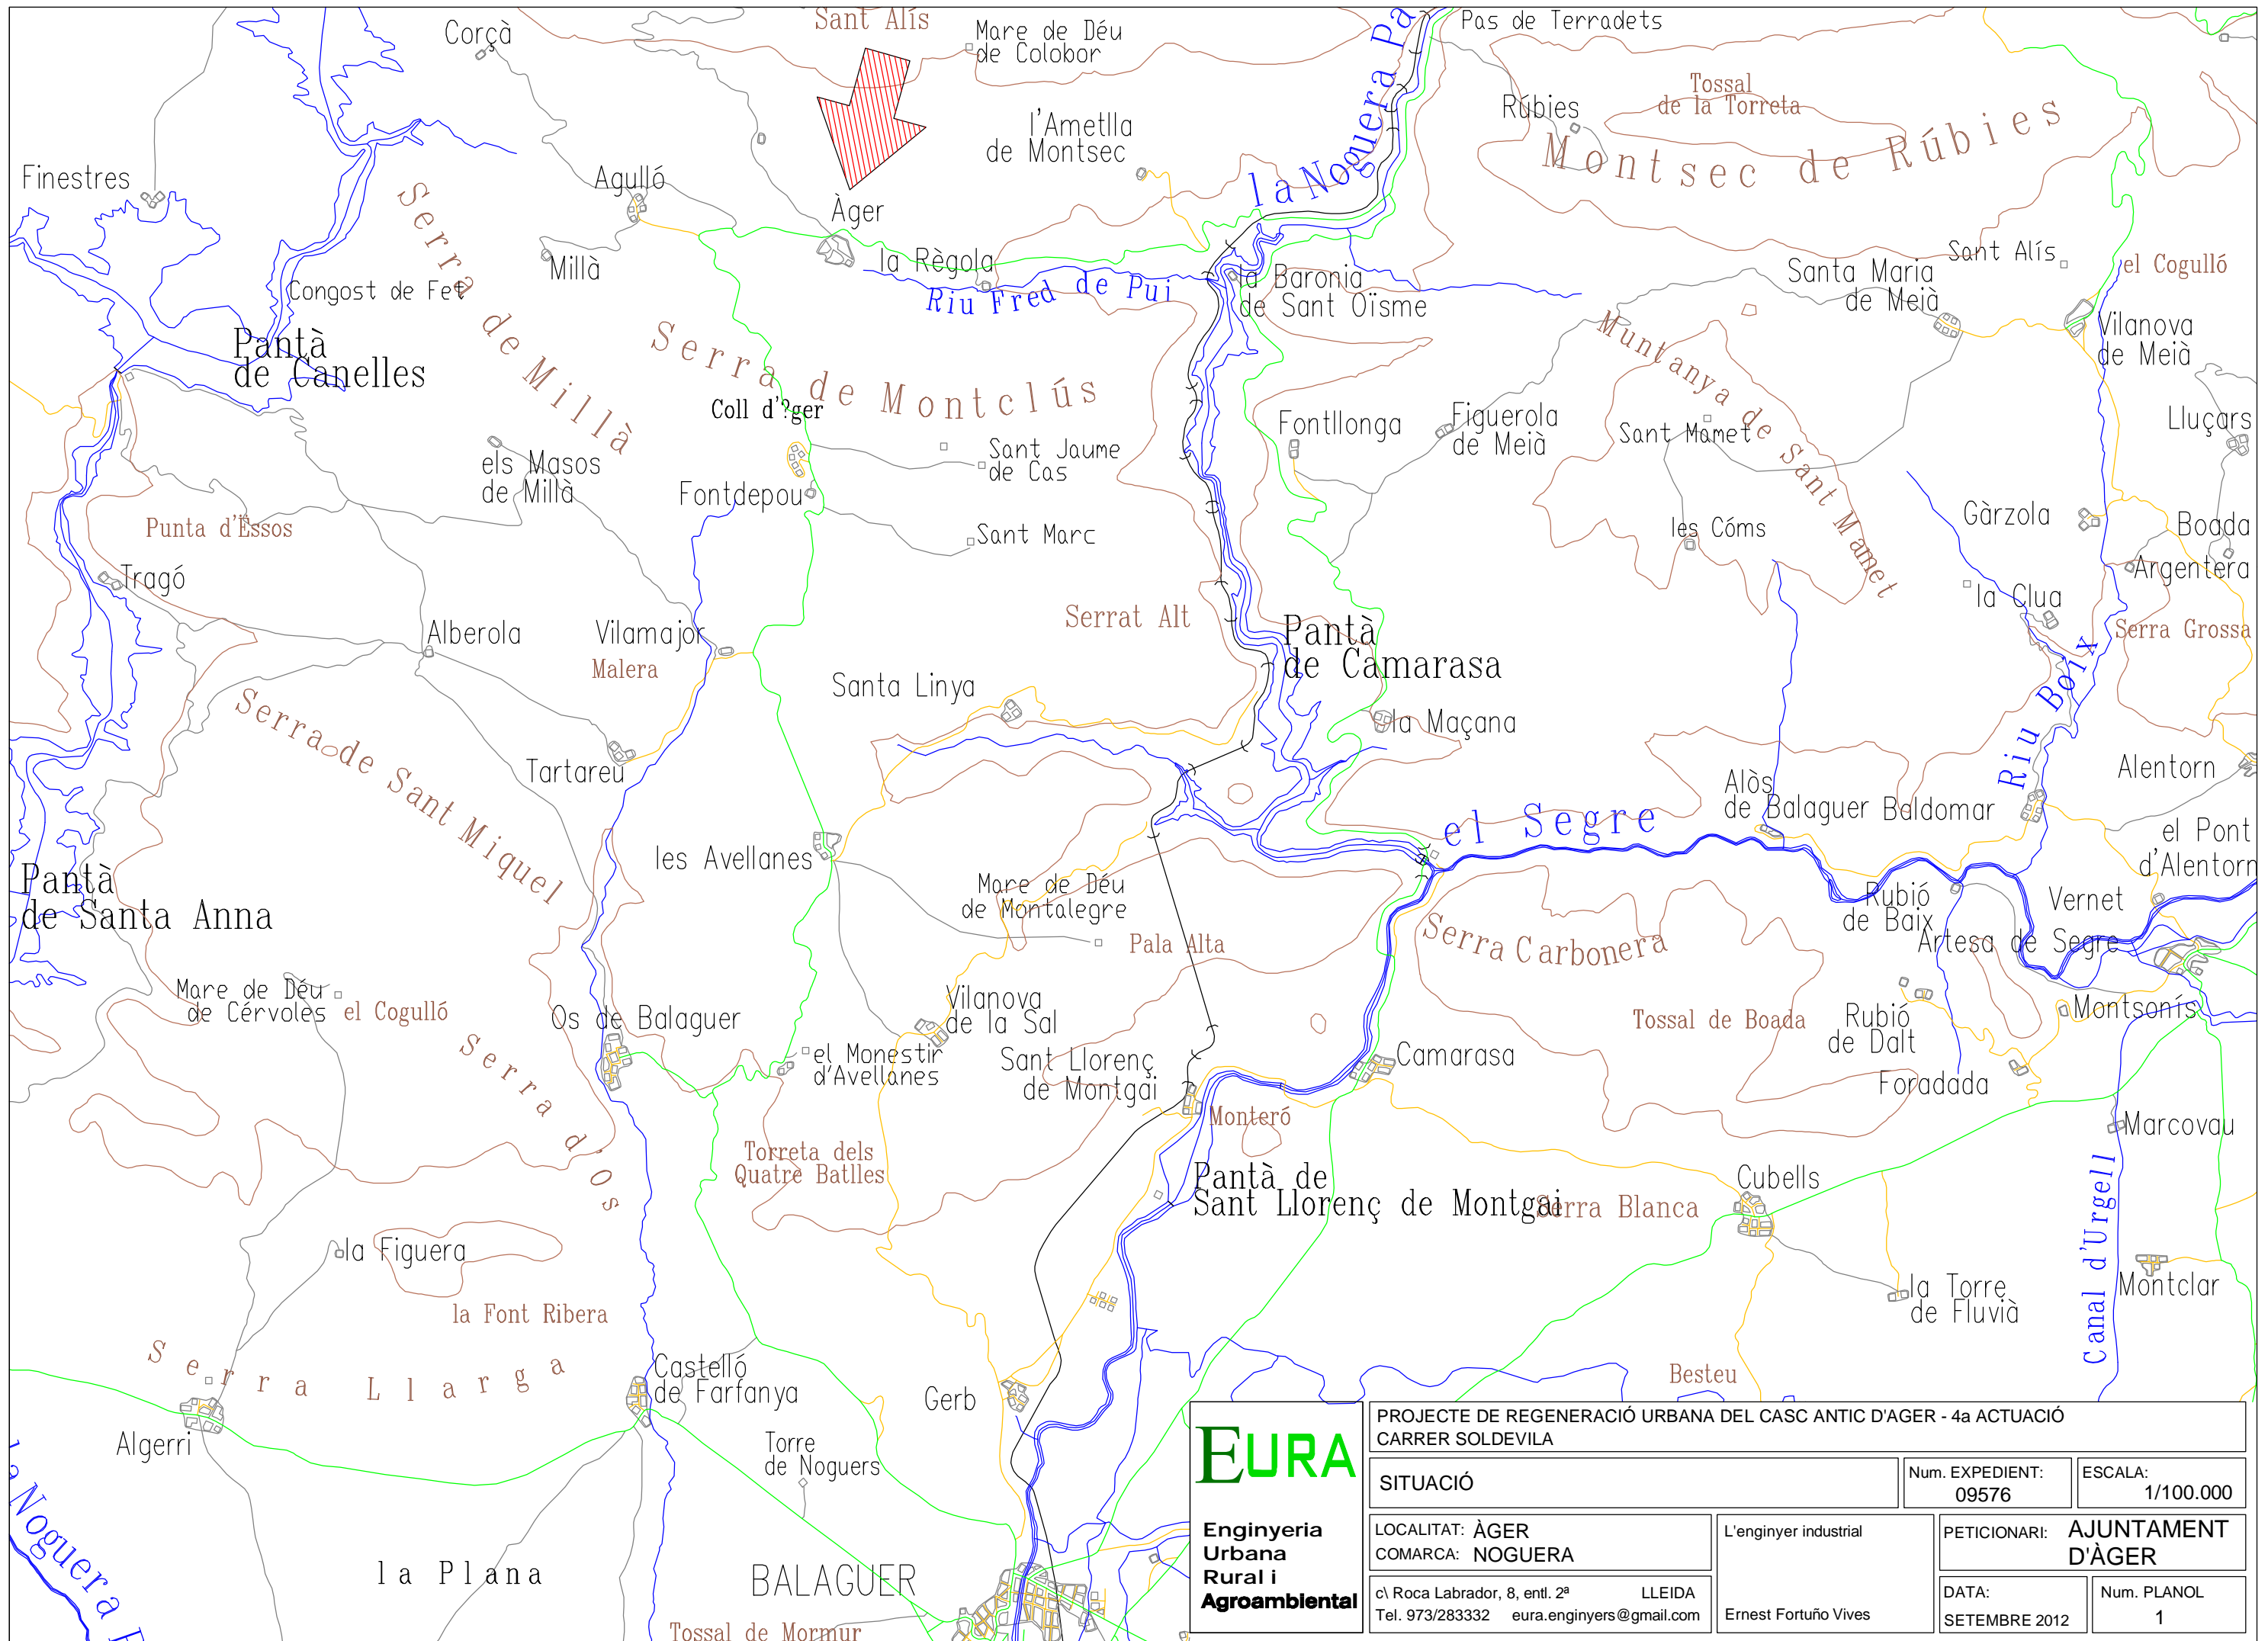 Sant Alís
Corçà
Mare de Déu
de Colobor
Pas de Terradets
la Noguera Pa
Tossal
de la Torreta
Rúbies
Montsec de Rúbies
l'Ametlla
de Montsec
Finestres
Agulló
Àger
Serra de Millà
Millà
la Règola
Riu Fred de Pui
la Baronia
de Sant Oïsme
Sant Alís
el Cogulló
Santa Maria
de Meià
Vilanova
de Meià
Congost de Fet
Pantà
de Canelles
Serra de Montclús
Muntanya de Sant Mamet
Coll d'?ger
Fontllonga
Figuerola
de Meià
Sant Mamet
Lluçars
els Masos
de Millà
Sant Jaume
de Cas
Fontdepou
Punta d'Essos
Sant Marc
les Cóms
Gàrzola
Boada
Argentera
Tragó
la Clua
Serrat Alt
Serra Grossa
Alberola
Vilamajor
Malera
Pantà
de Camarasa
Riu Boix
Santa Linya
Serra de Sant Miquel
la Maçana
Tartareu
Alentorn
Alòs
de Balaguer
Baldomar
el Segre
el Pont
d'Alentorn
les Avellanes
Pantà
de Santa Anna
Mare de Déu
de Montalegre
Pala Alta
Serra Carbonera
Rubió
de Baix
Vernet
Artesa de Segre
Mare de Déu
de Cérvoles
el Cogulló
Os de Balaguer
Serra d'Os
Vilanova
de la Sal
Tossal de Boada
Rubió
de Dalt
Montsonís
el Monestir
d'Avellanes
Sant Llorenç
de Montgai
Camarasa
Foradada
Monteró
Marcovau
Torreta dels
Quatre Batlles
Pantà de
Sant Llorenç de Montgai
Serra Blanca
Cubells
Canal d'Urgell
la Figuera
la Torre
de Fluvià
Montclar
la Font Ribera
Serra Llarga
Castelló
de Farfanya
Gerb
Besteu
Algerri
Torre
de Noguers
la Noguera
la Plana
BALAGUER
Tossal de Mormur
EURA
Enginyeria
Urbana
Rural i
Agroambiental
PROJECTE DE REGENERACIÓ URBANA DEL CASC ANTIC D'AGER - 4a ACTUACIÓ
CARRER SOLDEVILA
SITUACIÓ
Num. EXPEDIENT:
09576
ESCALA:
1/100.000
LOCALITAT: ÀGER
COMARCA: NOGUERA
L'enginyer industrial
PETICIONARI: AJUNTAMENT
D'ÀGER
c\ Roca Labrador, 8, entl. 2ª LLEIDA
Tel. 973/283332 eura.enginyers@gmail.com
Ernest Fortuño Vives
DATA:
SETEMBRE 2012
Num. PLANOL
1